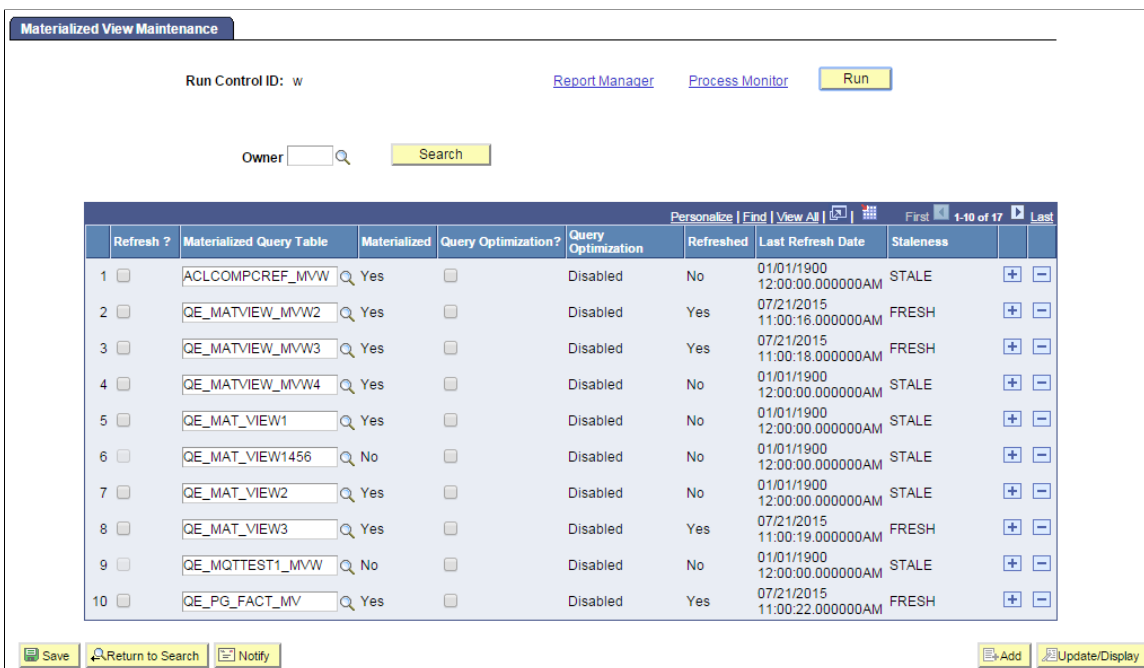 Materialized View Maintenance
Run Control ID: w Report Manager Process Monitor Run
Owner Search
Personalize | Find | View All | | First 1-10 of 17 Last
Refresh ? Materialized Query Table Materialized Query Optimization? Query Optimization Refreshed Last Refresh Date Staleness
1 ACLCOMPCREF_MVW Yes Disabled No 01/01/1900 12:00:00.000000AM STALE
2 QE_MATVIEW_MVW2 Yes Disabled Yes 07/21/2015 11:00:16.000000AM FRESH
3 QE_MATVIEW_MVW3 Yes Disabled Yes 07/21/2015 11:00:18.000000AM FRESH
4 QE_MATVIEW_MVW4 Yes Disabled No 01/01/1900 12:00:00.000000AM STALE
5 QE_MAT_VIEW1 Yes Disabled No 01/01/1900 12:00:00.000000AM STALE
6 QE_MAT_VIEW1456 No Disabled No 01/01/1900 12:00:00.000000AM STALE
7 QE_MAT_VIEW2 Yes Disabled No 01/01/1900 12:00:00.000000AM STALE
8 QE_MAT_VIEW3 Yes Disabled Yes 07/21/2015 11:00:19.000000AM FRESH
9 QE_MQTTEST1_MVW No Disabled No 01/01/1900 12:00:00.000000AM STALE
10 QE_PG_FACT_MV Yes Disabled Yes 07/21/2015 11:00:22.000000AM FRESH
Save Return to Search Notify Add Update/Display